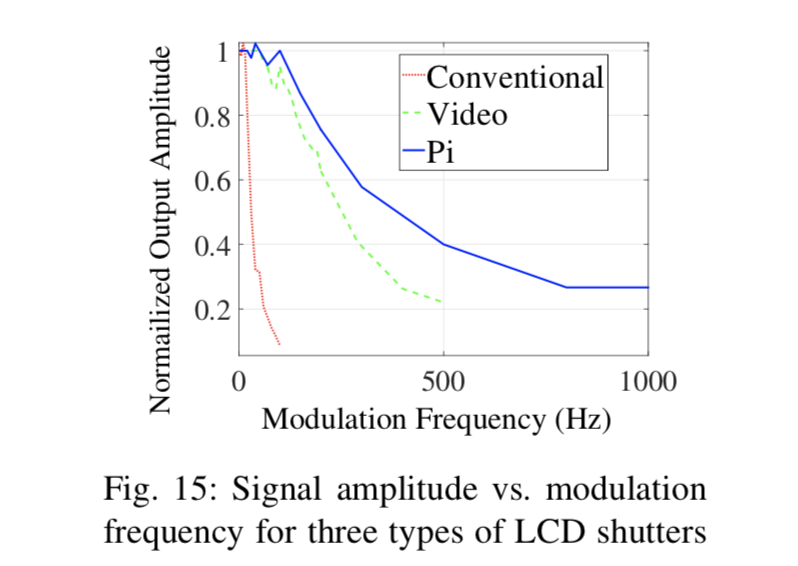 1
0.8
0.6
0.4
0.2
Normailized Output Amplitude
Conventional
Video
Pi
0 500 1000
Modulation Frequency (Hz)
Fig. 15: Signal amplitude vs. modulation
frequency for three types of LCD shutters